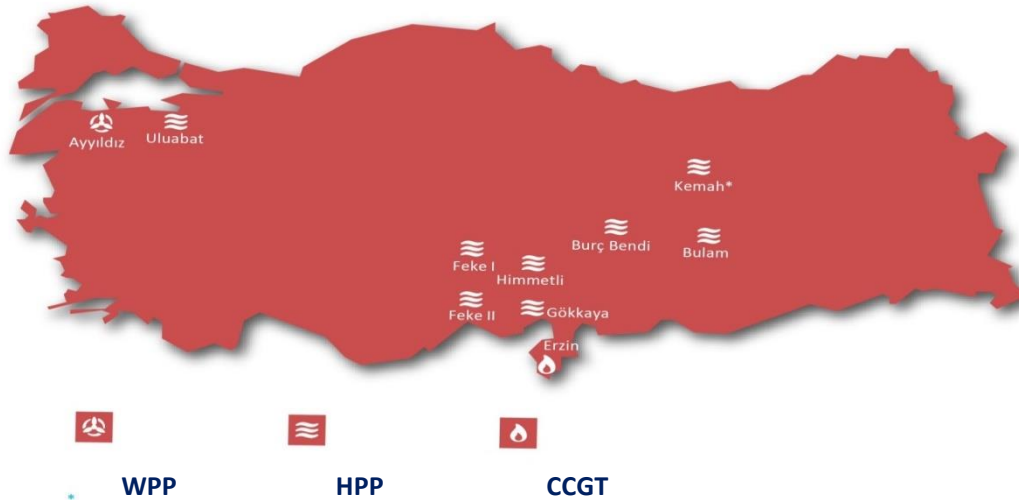 Ayyıldız
Uluabat
Kemah*
Burç Bendi
Bulam
Feke I
Himmetli
Feke II
Gökkaya
Erzin
WPP HPP CCGT
*